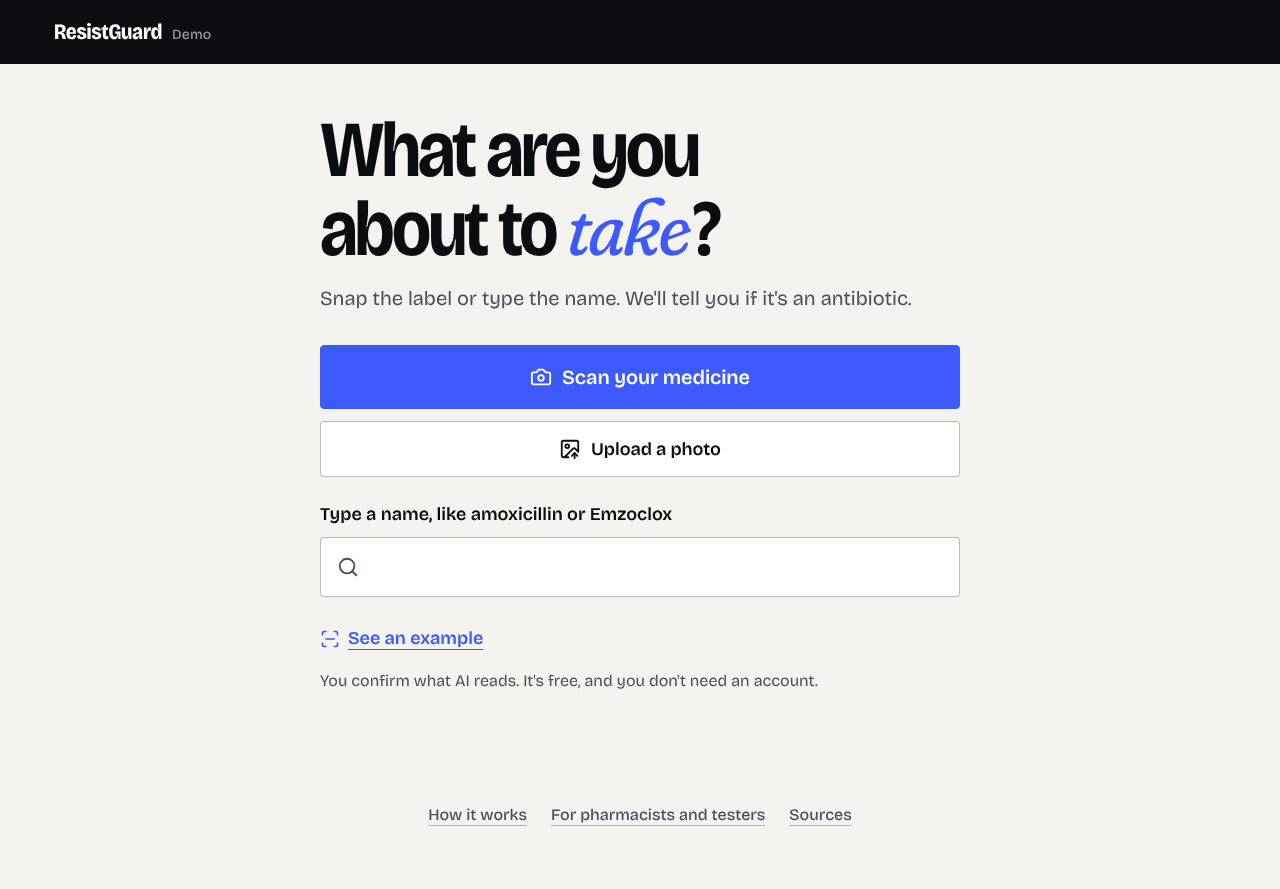 ResistGuard Demo
What are you
about to take?
Snap the label or type the name. We'll tell you if it's an antibiotic.
Scan your medicine
Upload a photo
Type a name, like amoxicillin or Emzoclox
See an example
You confirm what AI reads. It's free, and you don't need an account.
How it works For pharmacists and testers Sources